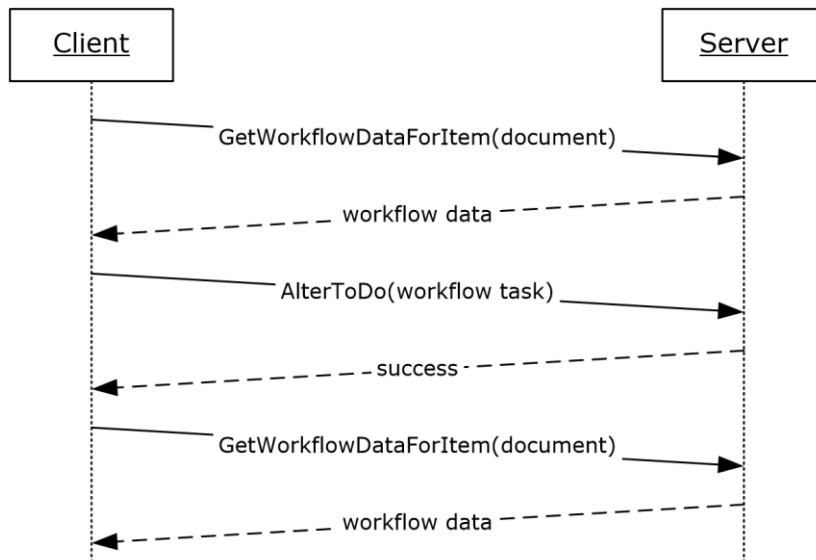 Client
Server
GetWorkflowDataForItem(document)
workflow data
AlterToDo(workflow task)
success
GetWorkflowDataForItem(document)
workflow data